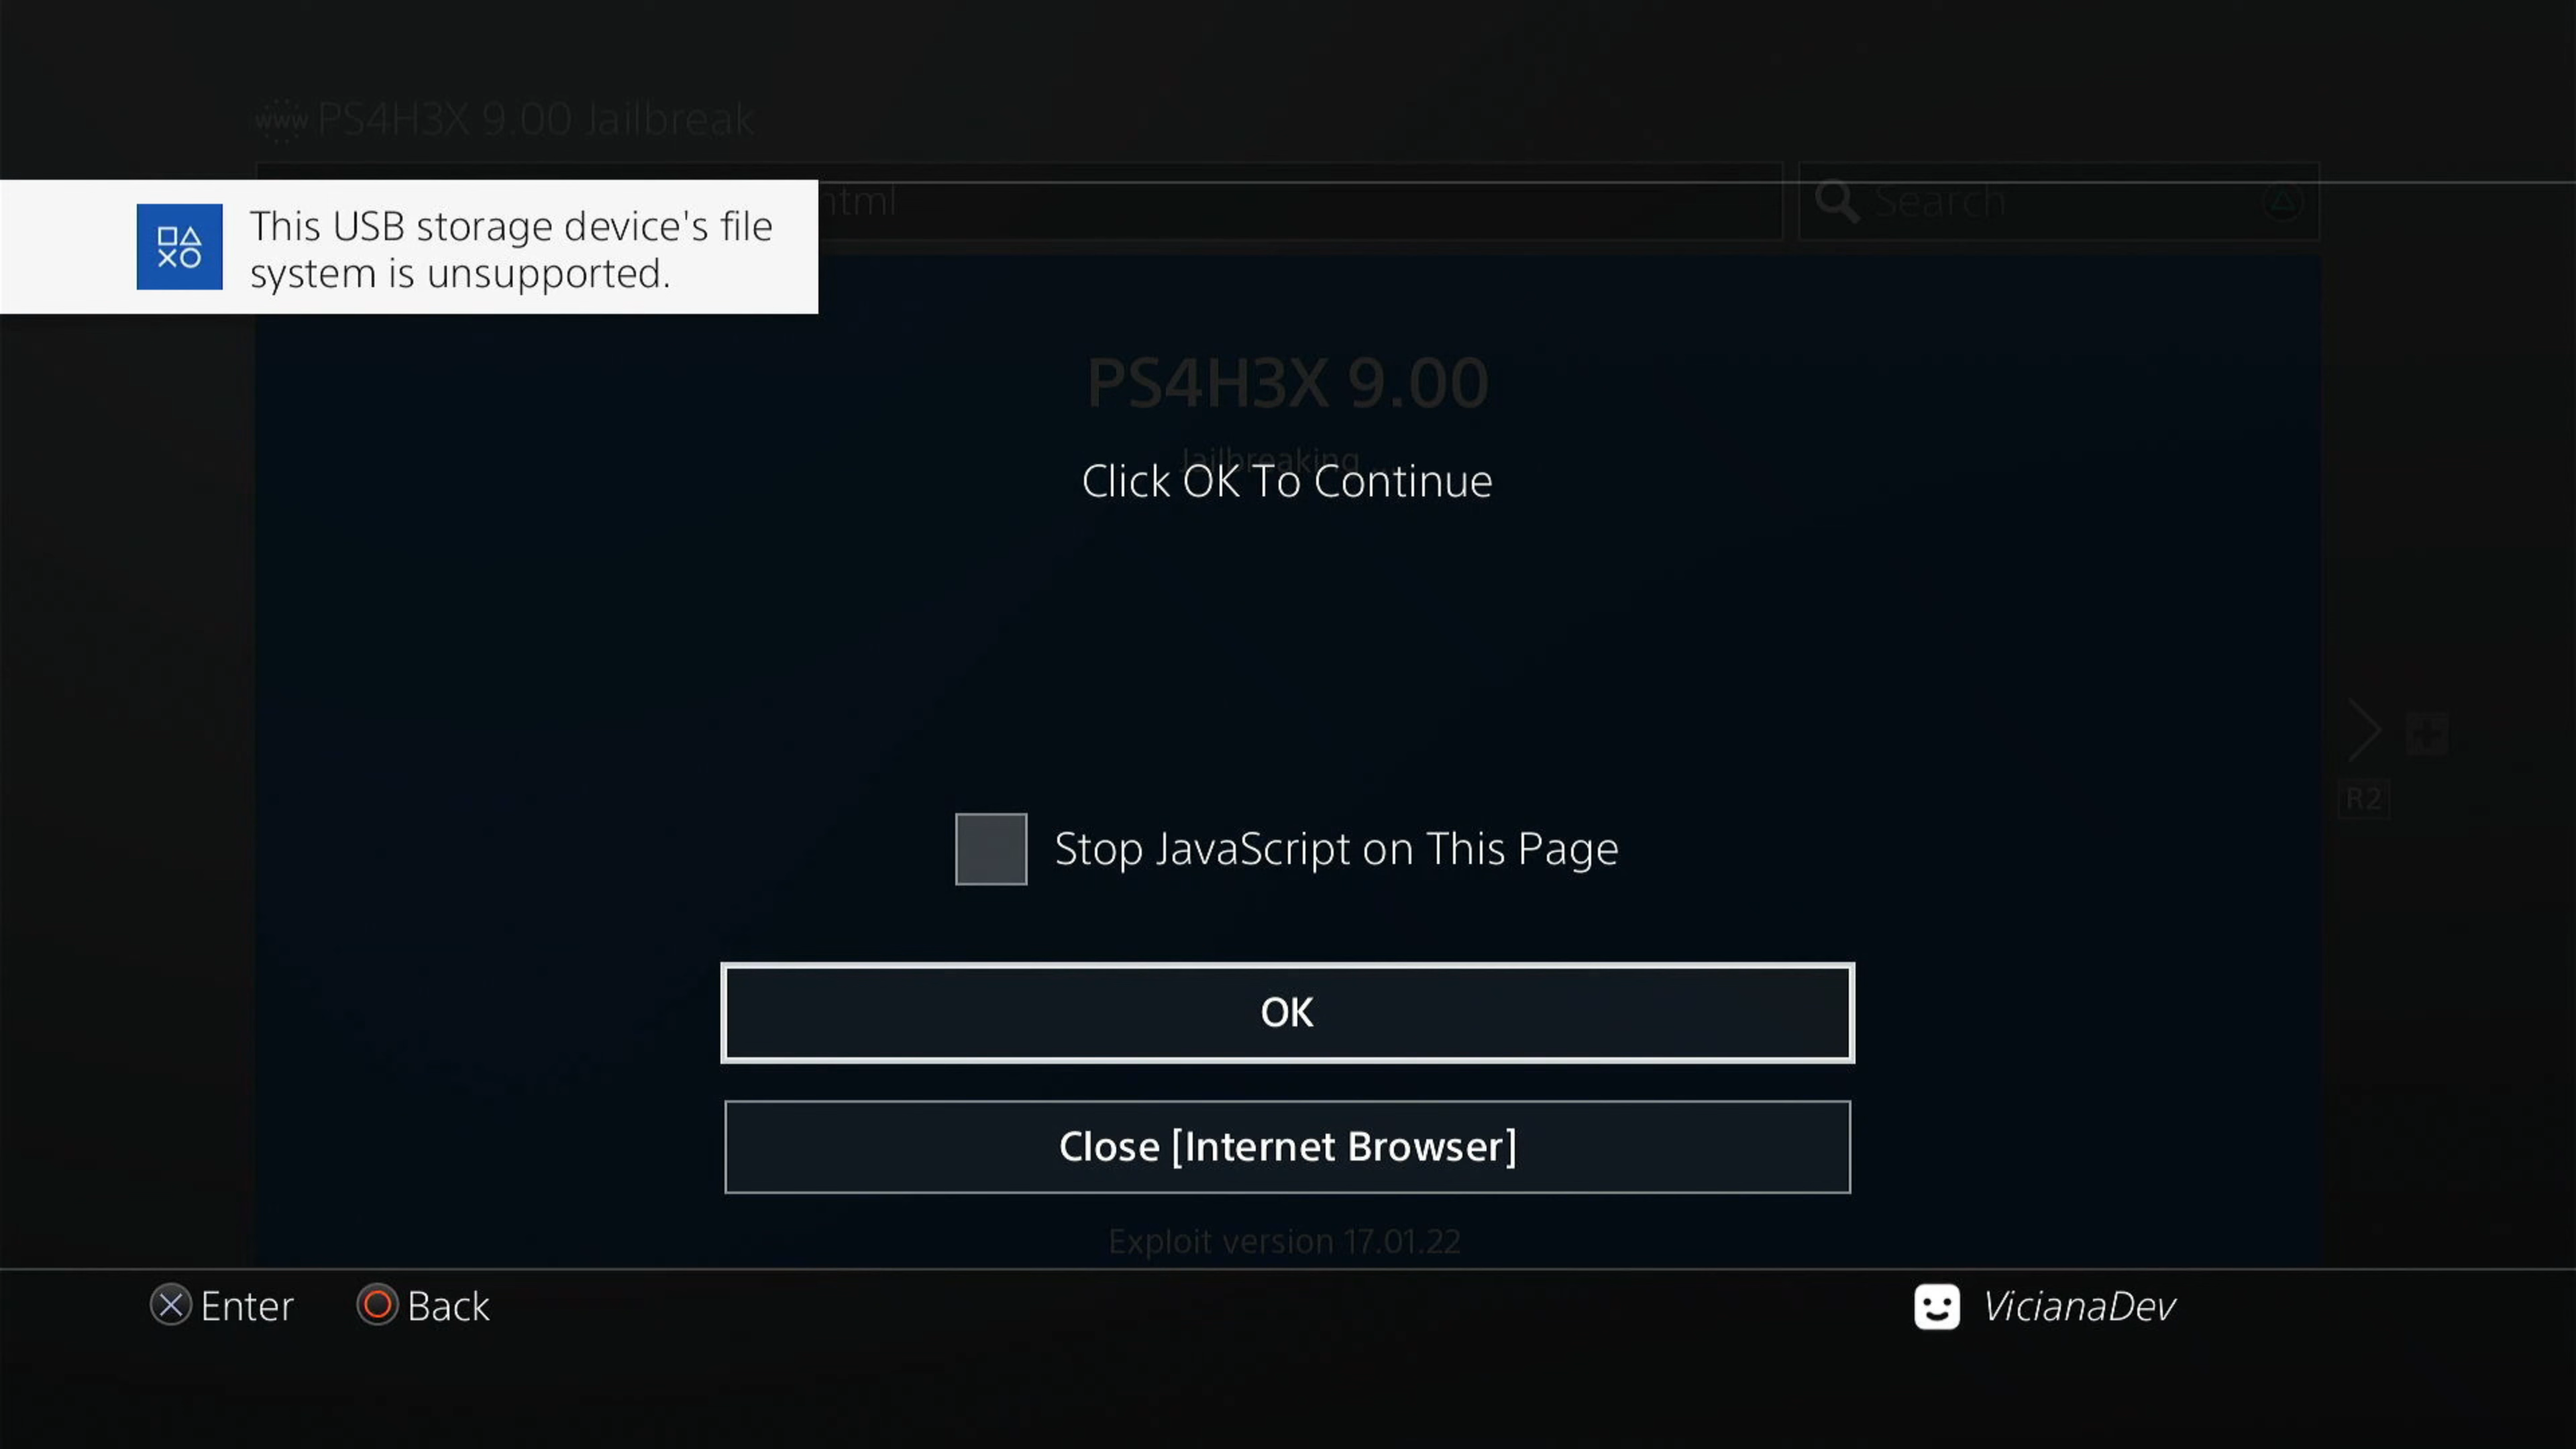 www PS4H3X 9.00 Jailbreak
html
Search
This USB storage device's file
system is unsupported.
PS4H3X 9.00
Jailbreaking
Click OK To Continue
R2
Stop JavaScript on This Page
OK
Close [Internet Browser]
Exploit version 17.01.22
Enter
Back
VicianaDev